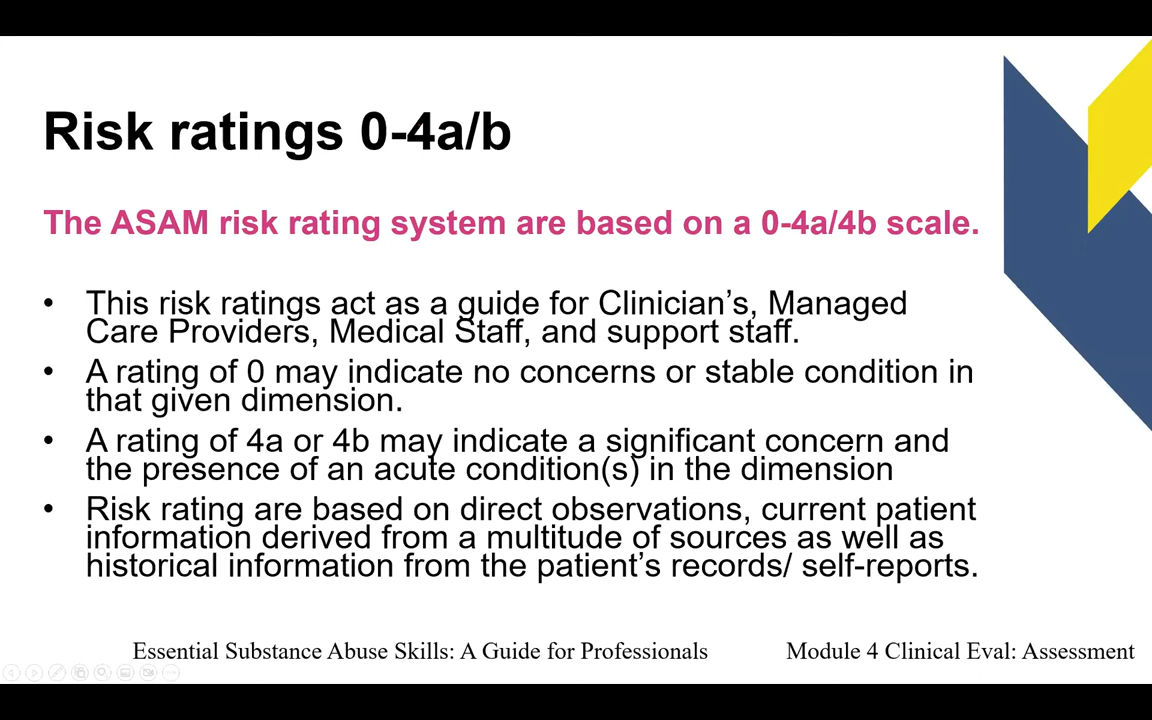 Risk ratings 0-4a/b
The ASAM risk rating system are based on a 0-4a/4b scale.
• This risk ratings act as a guide for Clinician’s, Managed
Care Providers, Medical Staff, and support staff.
• A rating of 0 may indicate no concerns or stable condition in
that given dimension.
• A rating of 4a or 4b may indicate a significant concern and
the presence of an acute condition(s) in the dimension
• Risk rating are based on direct observations, current patient
information derived from a multitude of sources as well as
historical information from the patient’s records/ self-reports.
Essential Substance Abuse Skills: A Guide for Professionals
Module 4 Clinical Eval: Assessment